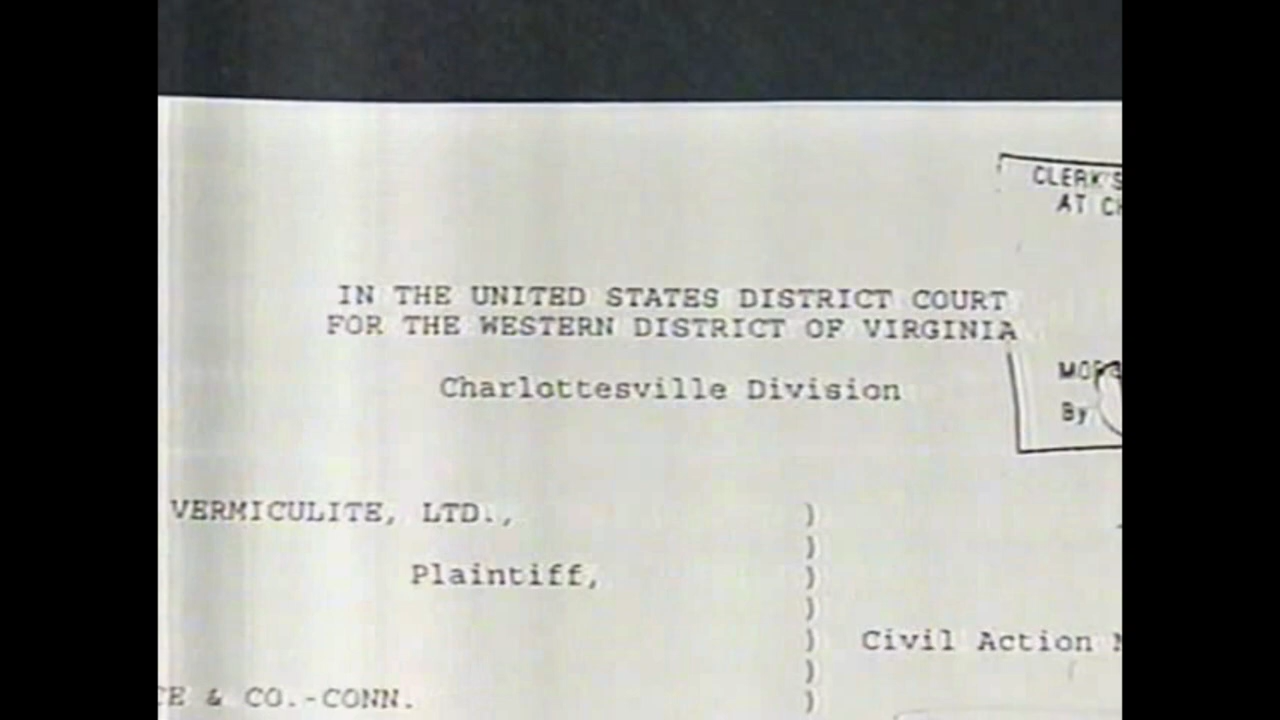 CLERK'S
AT
IN THE UNITED STATES DISTRICT COURT
FOR THE WESTERN DISTRICT OF VIRGINIA
Charlottesville Division
By
VERMICULITE, LTD.,
Plaintiff,
)
)
)
)
) Civil Action
)
& CO.-CONN. )